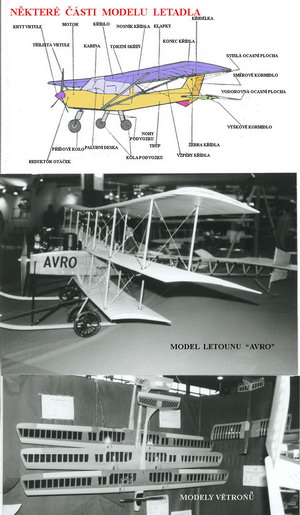 NĚKTERÉ ČÁSTI MODELU LETADLA
KŘIDÉLKA
KRYT VRTULE
MOTOR
KŘÍDLO
NOSNÍK KŘÍDLA
KLAPKY
TŘÍLISTÁ VRTULE
KABINA
TORZNÍ SKŘÍŇ
KONEC KŘÍDLA
SVISLÁ OCASNÍ PLOCHA
SMĚROVÉ KORMIDLO
VODOROVNÁ OCASNÍ PLOCHA
VÝŠKOVÉ KORMIDLO
NOHY
PODVOZKU
PŘÍĎOVÉ KOLO
PALUBNÍ DESKA
TRUP
ŽEBRA KŘÍDLA
REDUKTOR OTÁČEK
KOLA PODVOZKU
VZPĚRY KŘÍDLA
AVRO
MODEL LETOUNU "AVRO"
MODELY VĚTROŇŮ